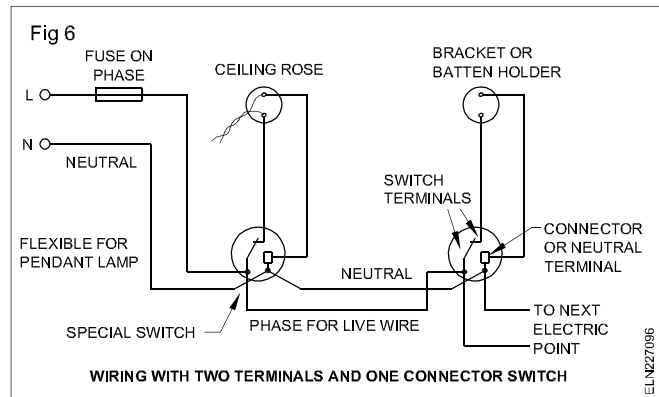 Fig 6
FUSE ON
PHASE
CEILING ROSE
BRACKET OR
BATTEN HOLDER
L
N
NEUTRAL
SWITCH
TERMINALS
CONNECTOR
OR NEUTRAL
TERMINAL
FLEXIBLE FOR
PENDANT LAMP
NEUTRAL
SPECIAL SWITCH
PHASE FOR LIVE WIRE
TO NEXT
ELECTRIC
POINT
WIRING WITH TWO TERMINALS AND ONE CONNECTOR SWITCH
ELN227096